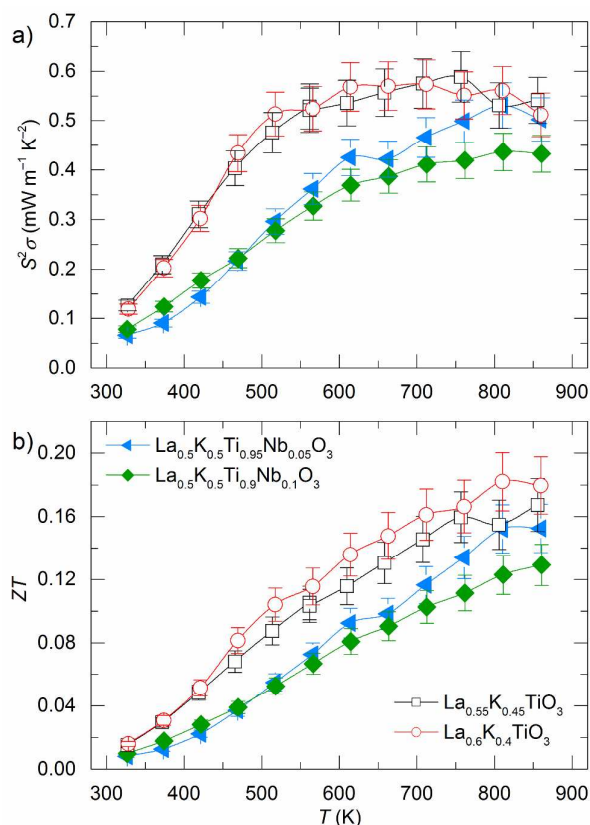 a)
0.7
0.6
0.5
0.4
0.3
0.2
0.1
0.0
S²σ (mW m⁻¹ K⁻²)
300 400 500 600 700 800 900
b)
0.20
0.16
0.12
0.08
0.04
0.00
ZT
La₀.₅K₀.₅Ti₀.₉₅Nb₀.₀₅O₃
La₀.₅K₀.₅Ti₀.₉Nb₀.₁O₃
La₀.₅₅K₀.₄₅TiO₃
La₀.₆K₀.₄TiO₃
300 400 500 600 700 800 900
T (K)